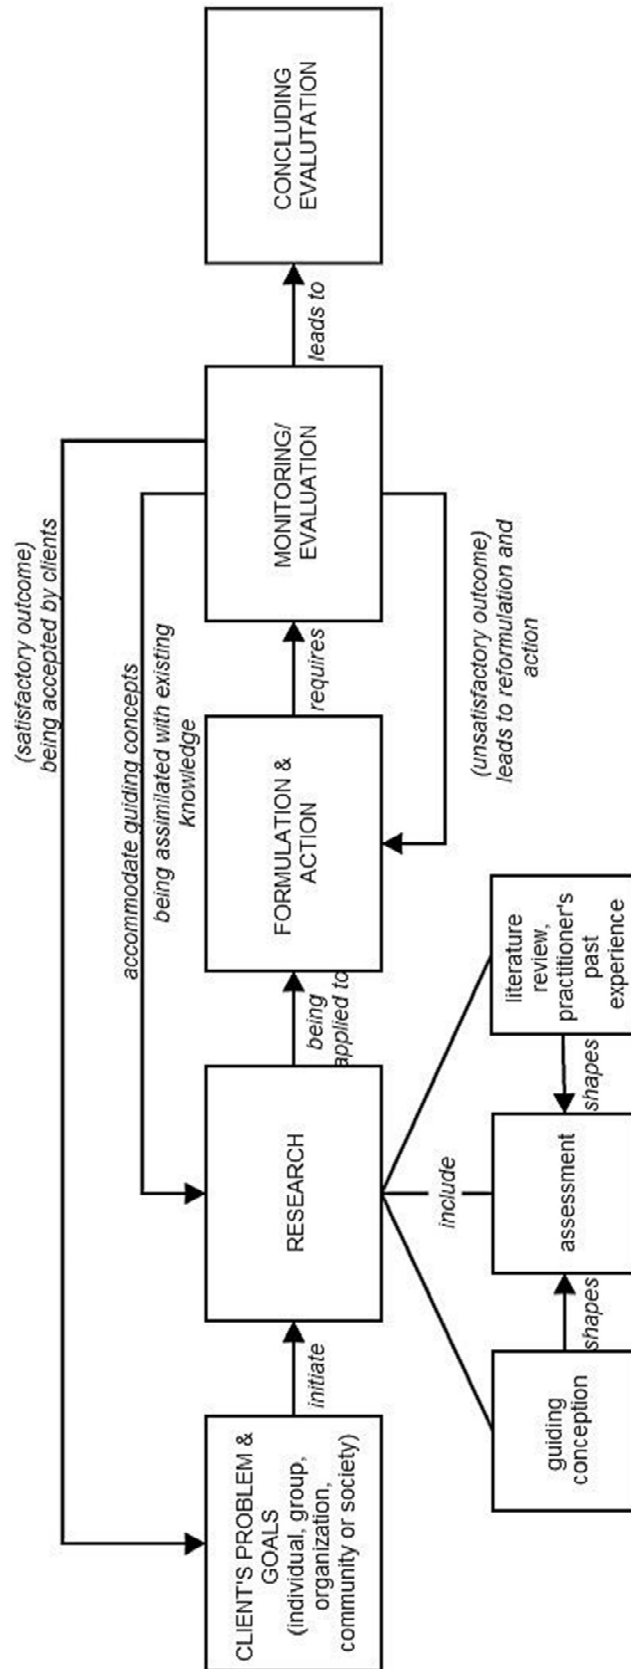 (satisfactory outcome)
being accepted by clients
accommodate guiding concepts
being assimilated with existing
knowledge
CLIENT'S PROBLEM &
GOALS
(individual, group,
organization,
community or society)
initiate
RESEARCH
being
applied to
FORMULATION &
ACTION
requires
MONITORING/
EVALUATION
leads to
CONCLUDING
EVALUTATION
(unsatisfactory outcome)
leads to reformulation and
action
include
guiding
conception
shapes
assessment
shapes
literature
review,
practitioner's
past
experience